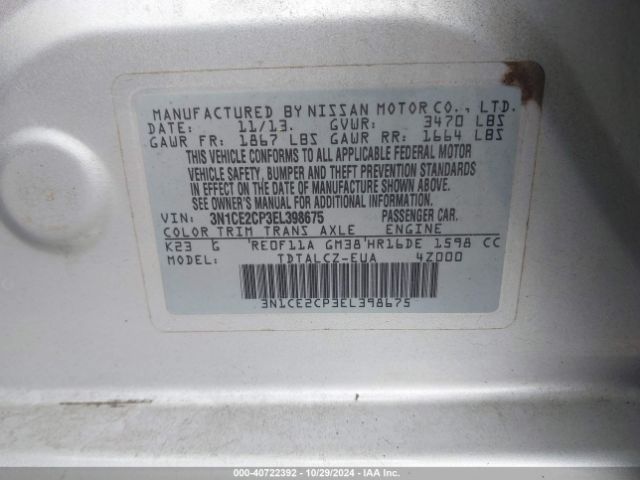 MANUFACTURED BY NISSAN MOTOR CO., LTD.
DATE: 11/13. GVWR: 3470 LBS
GAWR FR: 1867 LBS GAWR RR: 1664 LBS
THIS VEHICLE CONFORMS TO ALL APPLICABLE FEDERAL MOTOR
VEHICLE SAFETY, BUMPER AND THEFT PREVENTION STANDARDS
IN EFFECT ON THE DATE OF MANUFACTURE SHOWN ABOVE.
SEE OWNER'S MANUAL FOR ADDITIONAL INFORMATION.
VIN: 3N1CE2CP3EL398675 PASSENGER CAR.
COLOR TRIM TRANS AXLE ENGINE
K23 G RE0F11A GM38 HR16DE 1598 CC
MODEL: TDTALCZ-EUA 4Z000
3N1CE2CP3EL398675
000-40722392 - 10/29/2024 - IAA Inc.